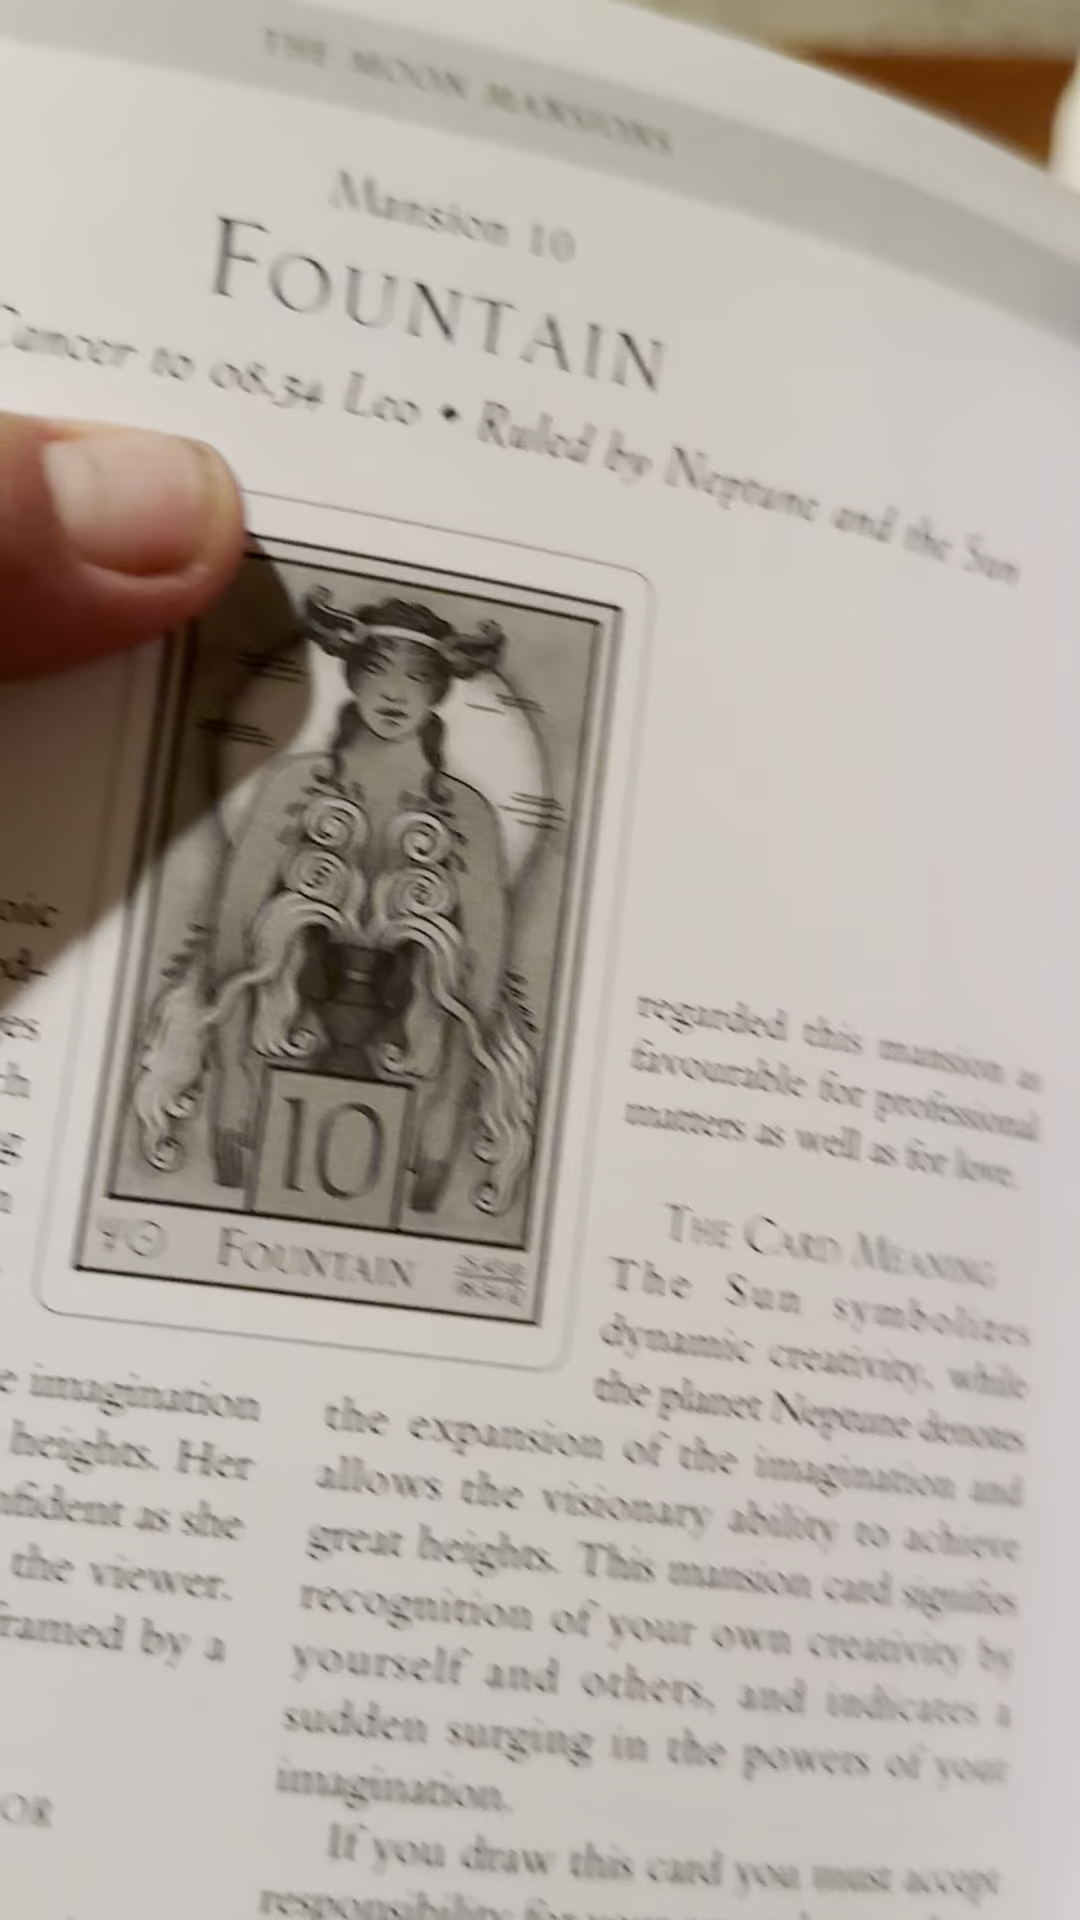 THE MOON MANSIONS
Mansion 10
FOUNTAIN
Cancer to 08.34 Leo • Ruled by Neptune and the Sun
10
FOUNTAIN
regarded this mansion as
favourable for professional
matters as well as for love.
THE CARD MEANING
The Sun symbolizes
dynamic creativity, while
the planet Neptune denotes
the expansion of the imagination and
allows the visionary ability to achieve
great heights. This mansion card signifies
recognition of your own creativity by
yourself and others, and indicates a
sudden surging in the powers of your
imagination.
If you draw this card you must accept
responsibility for your
imagination
heights. Her
as she
the viewer.
framed by a